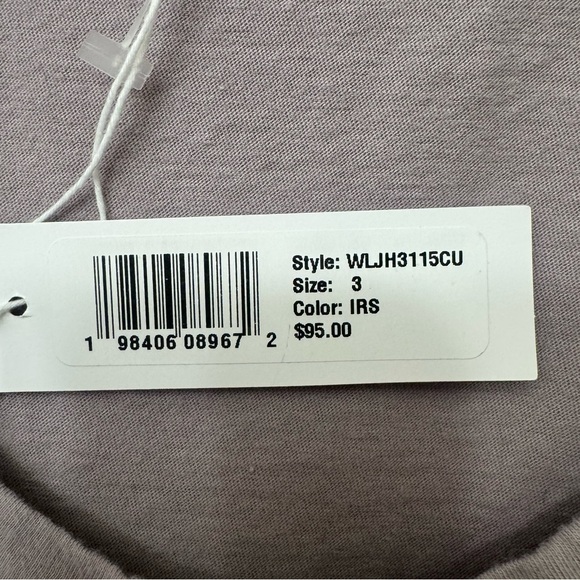 Style: WLJH3115CU
Size: 3
Color: IRS
$95.00
1 98406 08967 2